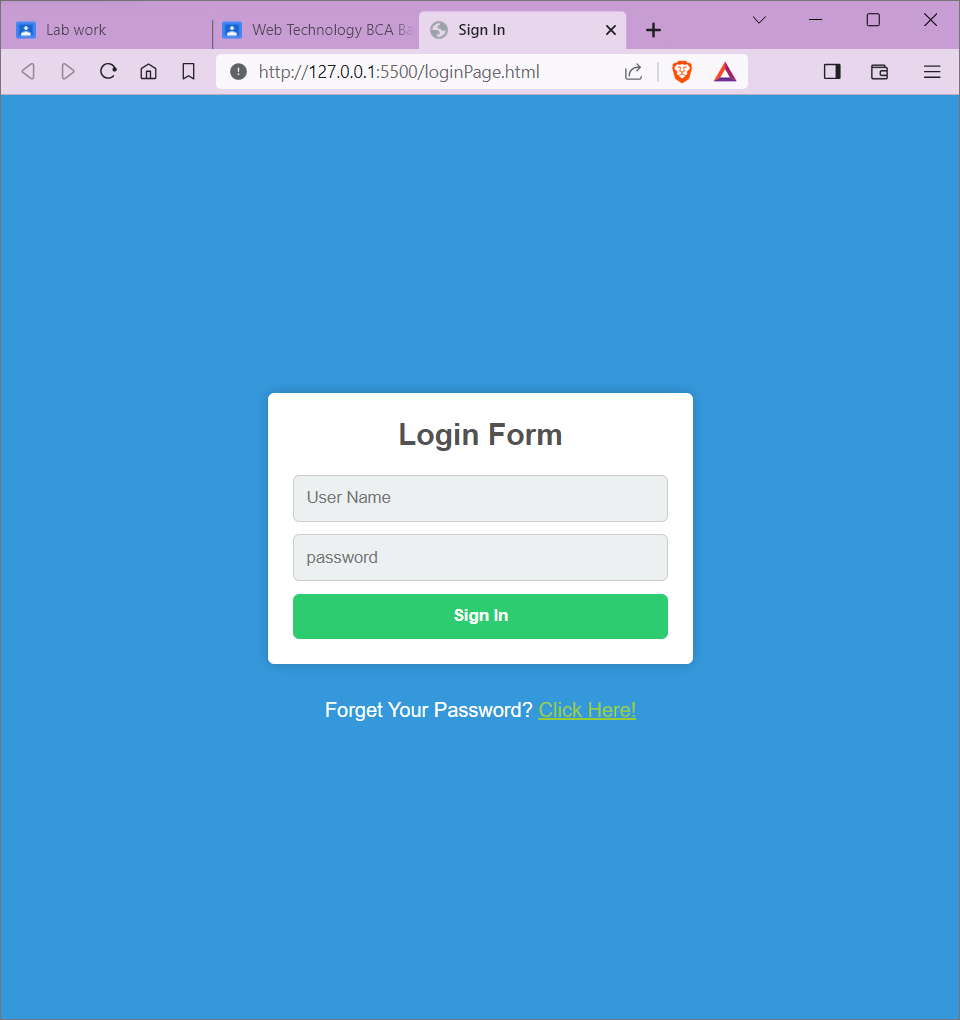 Lab work
Web Technology BCA Ba
Sign In
http://127.0.0.1:5500/loginPage.html
Login Form
User Name
password
Sign In
Forget Your Password? Click Here!